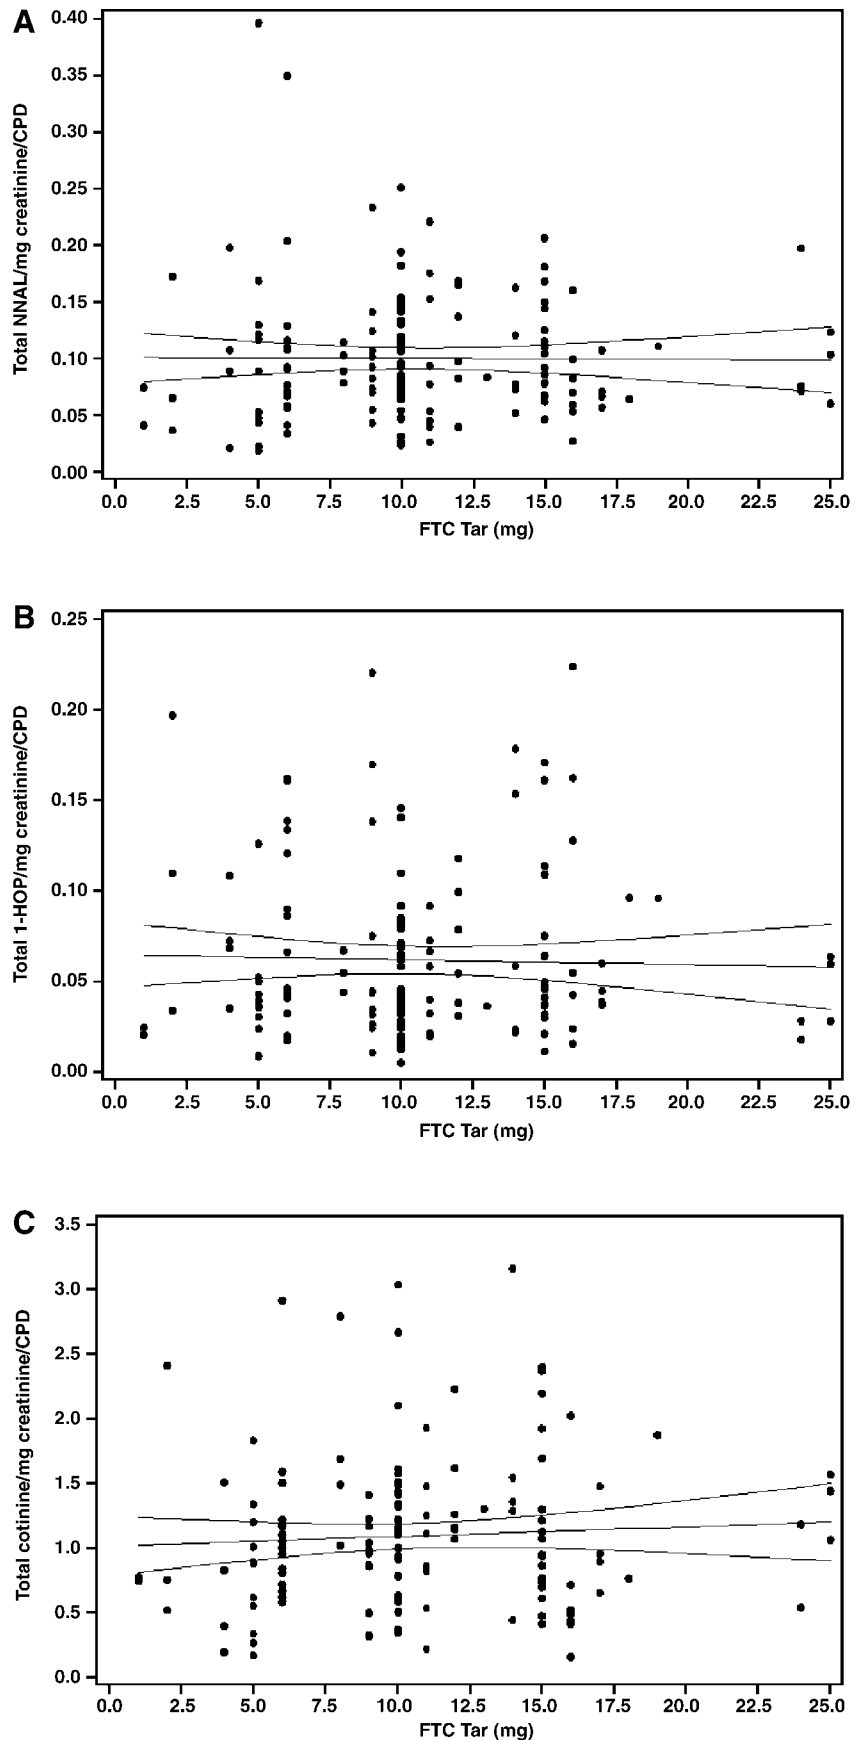 A
Total NNAL/mg creatinine/CPD
0.40
0.35
0.30
0.25
0.20
0.15
0.10
0.05
0.00
0.0 2.5 5.0 7.5 10.0 12.5 15.0 17.5 20.0 22.5 25.0
FTC Tar (mg)
B
Total 1-HOP/mg creatinine/CPD
0.25
0.20
0.15
0.10
0.05
0.00
0.0 2.5 5.0 7.5 10.0 12.5 15.0 17.5 20.0 22.5 25.0
FTC Tar (mg)
C
Total cotinine/mg creatinine/CPD
3.5
3.0
2.5
2.0
1.5
1.0
0.5
0.0
0.0 2.5 5.0 7.5 10.0 12.5 15.0 17.5 20.0 22.5 25.0
FTC Tar (mg)